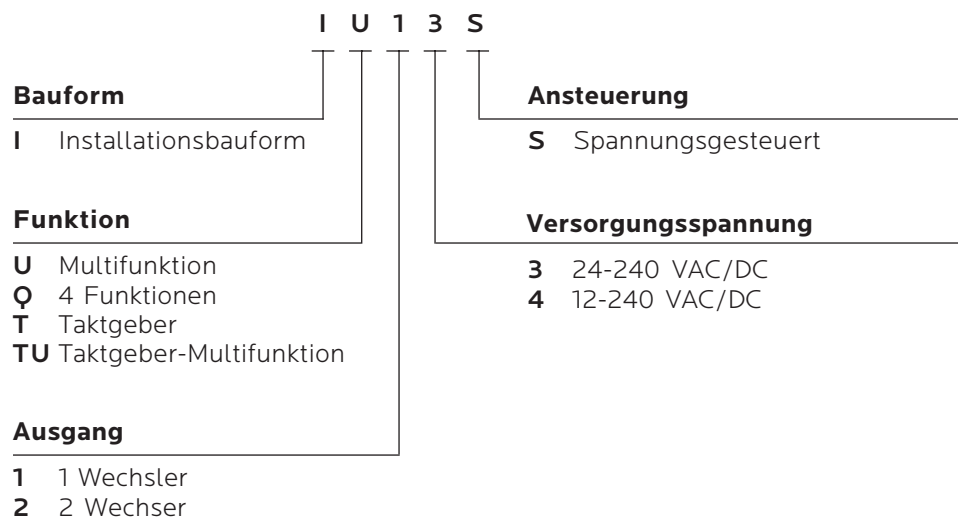 I U 1 3 S
Bauform
I Installationsbauform
Funktion
U Multifunktion
Q 4 Funktionen
T Taktgeber
TU Taktgeber-Multifunktion
Ausgang
1 1 Wechsler
2 2 Wechser
Ansteuerung
S Spannungsgesteuert
Versorgungsspannung
3 24-240 VAC/DC
4 12-240 VAC/DC